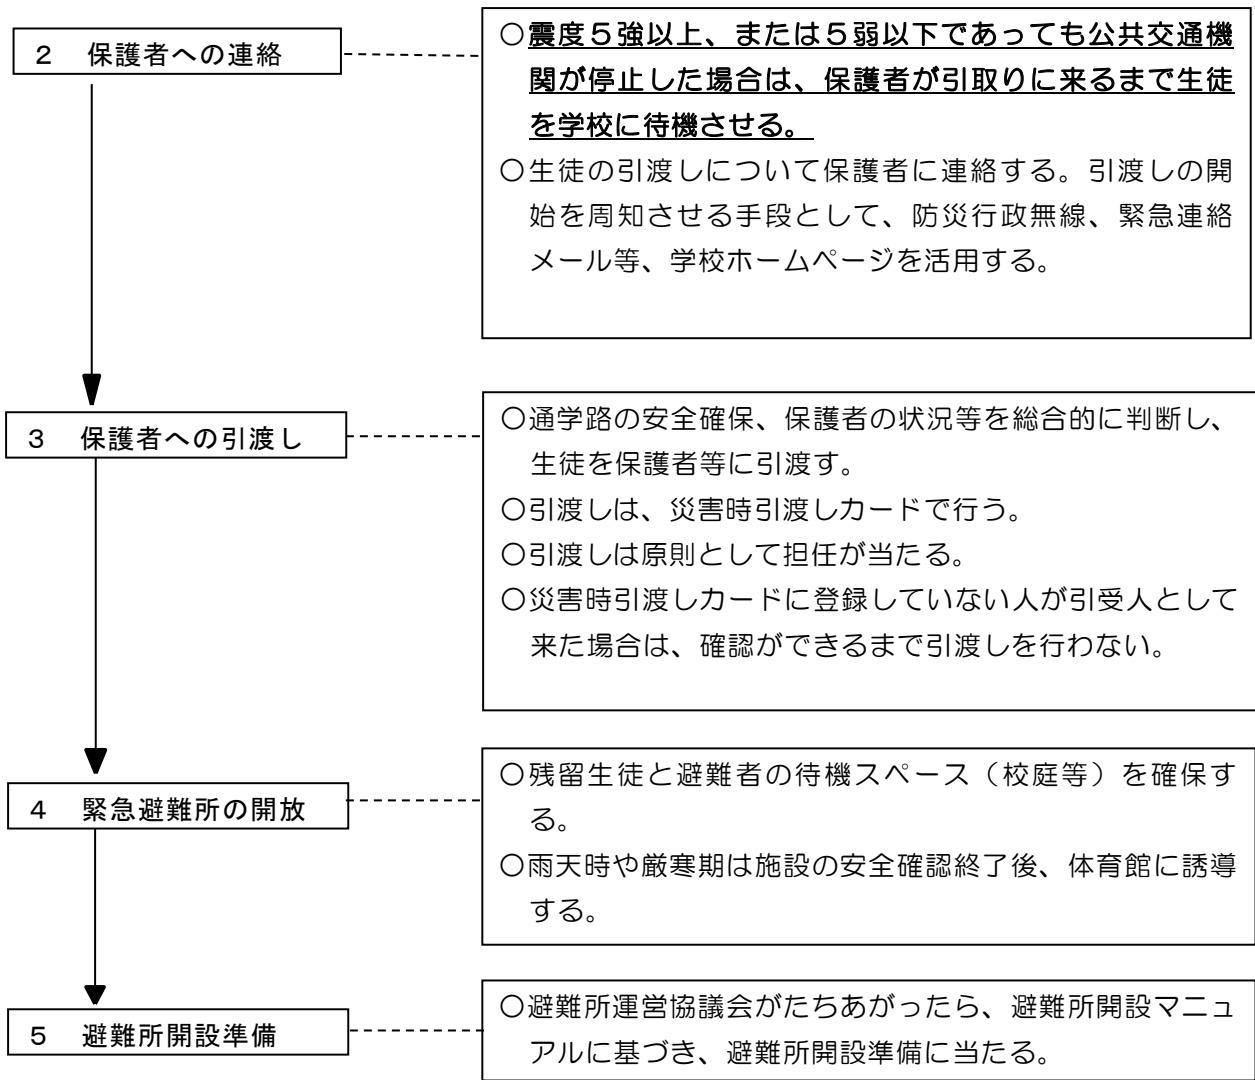 ２　保護者への連絡
○震度５強以上、または５弱以下であっても公共交通機
関が停止した場合は、保護者が引取りに来るまで生徒
を学校に待機させる。
○生徒の引渡しについて保護者に連絡する。引渡しの開
始を周知させる手段として、防災行政無線、緊急連絡
メール等、学校ホームページを活用する。
３　保護者への引渡し
○通学路の安全確保、保護者の状況等を総合的に判断し、
生徒を保護者等に引渡す。
○引渡しは、災害時引渡しカードで行う。
○引渡しは原則として担任が当たる。
○災害時引渡しカードに登録していない人が引受人として
来た場合は、確認ができるまで引渡しを行わない。
４　緊急避難所の開放
○残留生徒と避難者の待機スペース（校庭等）を確保す
る。
○雨天時や厳寒期は施設の安全確認終了後、体育館に誘導
する。
５　避難所開設準備
○避難所運営協議会がたちあがったら、避難所開設マニュ
アルに基づき、避難所開設準備に当たる。